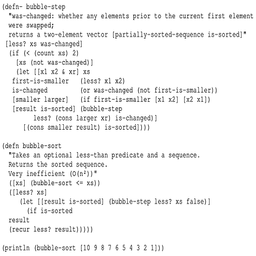 (defn- bubble-step
"was-changed: whether any elements prior to the current first element
were swapped;
returns a two-element vector [partially-sorted-sequence is-sorted]"
[less? xs was-changed]
(if (< (count xs) 2)
[xs (not was-changed)]
(let [[x1 x2 & xr] xs
first-is-smaller (less? x1 x2)
is-changed (or was-changed (not first-is-smaller))
[smaller larger] (if first-is-smaller [x1 x2] [x2 x1])
[result is-sorted] (bubble-step
less? (cons larger xr) is-changed)]
[(cons smaller result) is-sorted])))
(defn bubble-sort
"Takes an optional less-than predicate and a sequence.
Returns the sorted sequence.
Very inefficient (O(n²))"
([xs] (bubble-sort <= xs))
([less? xs]
(let [[result is-sorted] (bubble-step less? xs false)]
(if is-sorted
result
(recur less? result)))))
(println (bubble-sort [10 9 8 7 6 5 4 3 2 1]))